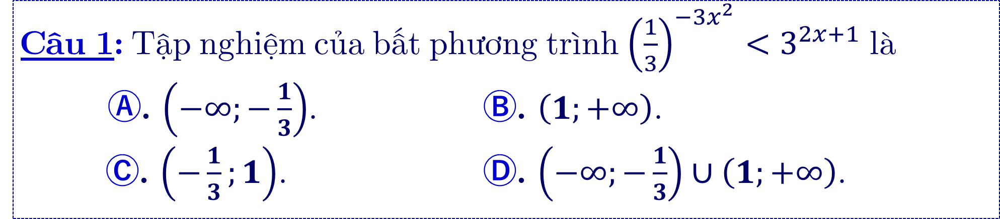 Câu 1: Tập nghiệm của bất phương trình $\left(\frac{1}{3}\right)^{-3x^2} < 3^{2x+1}$ là
Ⓐ. $\left(-\infty; -\frac{1}{3}\right)$. Ⓑ. $(1; +\infty)$.
Ⓒ. $\left(-\frac{1}{3}; 1\right)$. Ⓓ. $\left(-\infty; -\frac{1}{3}\right) \cup (1; +\infty)$.